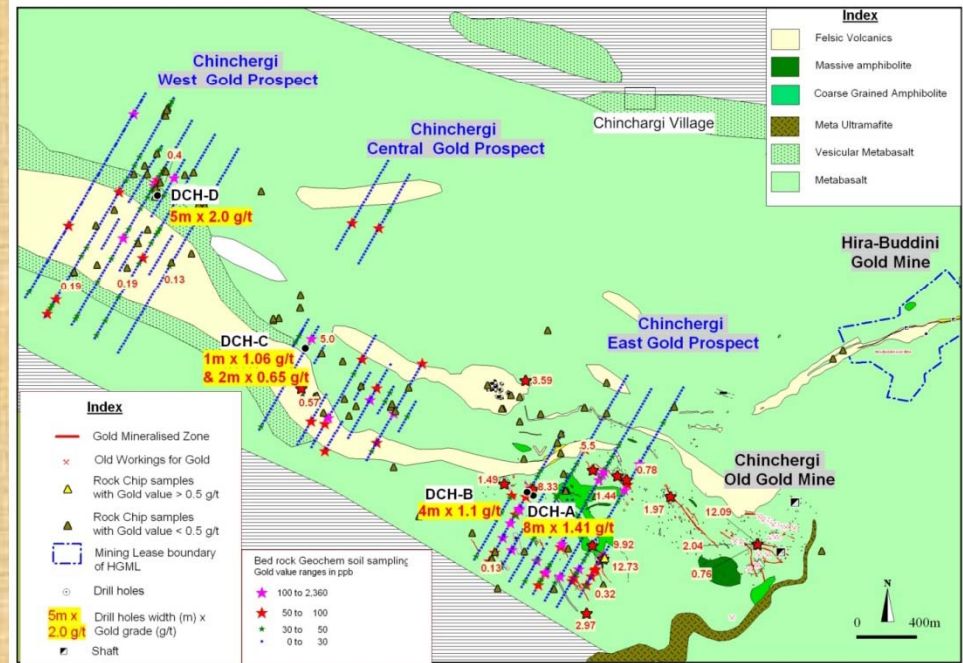 Index
Felsic Volcanics
Massive amphibolite
Coarse Grained Amphibolite
Meta Ultramafite
Vesicular Metabasalt
Metabasalt
Chinchergi
West Gold Prospect
Chinchergi
Central Gold Prospect
Chinchargi Village
0.4
DCH-D
5m x 2.0 g/t
Hira-Buddini
Gold Mine
0.19
0.19
0.13
Chinchergi
East Gold Prospect
DCH-C
5.0
1m x 1.06 g/t
& 2m x 0.65 g/t
0.57
3.59
5.5
0.78
1.49
8.33
1.44
DCH-B
4m x 1.1 g/t
DCH-A
8m x 1.41 g/t
Chinchergi
Old Gold Mine
1.97
12.09
9.92
2.04
0.13
12.73
0.76
0.32
2.97
Index
Gold Mineralised Zone
Old Workings for Gold
Rock Chip samples
with Gold value > 0.5 g/t
Rock Chip samples
with Gold value < 0.5 g/t
Mining Lease boundary
of HGML
Drill holes
5m x
2.0 g/t
Drill holes width (m) x
Gold grade (g/t)
Shaft
Bed rock Geochem soil sampling
Gold value ranges in ppb
100 to 2,360
50 to 100
30 to 50
0 to 30
N
0 400m